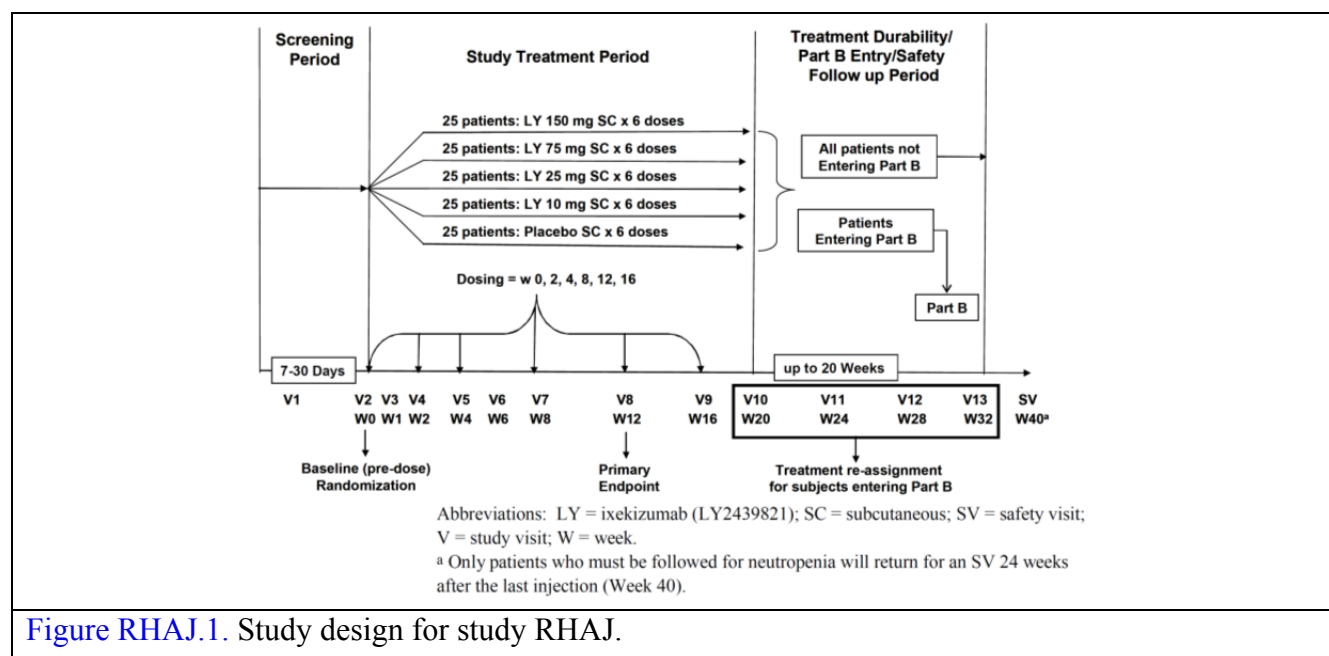 Screening
Period
Study Treatment Period
Treatment Durability/
Part B Entry/Safety
Follow up Period
25 patients: LY 150 mg SC x 6 doses
25 patients: LY 75 mg SC x 6 doses
25 patients: LY 25 mg SC x 6 doses
25 patients: LY 10 mg SC x 6 doses
25 patients: Placebo SC x 6 doses
All patients not
Entering Part B
Patients
Entering Part B
Part B
Dosing = w 0, 2, 4, 8, 12, 16
7-30 Days
up to 20 Weeks
V1 V2 V3 V4 V5 V6 V7 V8 V9 V10 V11 V12 V13 SV
W0 W1 W2 W4 W6 W8 W12 W16 W20 W24 W28 W32 W40ᵃ
Baseline (pre-dose)
Randomization
Primary
Endpoint
Treatment re-assignment
for subjects entering Part B
Abbreviations: LY = ixekizumab (LY2439821); SC = subcutaneous; SV = safety visit;
V = study visit; W = week.
ᵃ Only patients who must be followed for neutropenia will return for an SV 24 weeks
after the last injection (Week 40).
Figure RHAJ.1. Study design for study RHAJ.